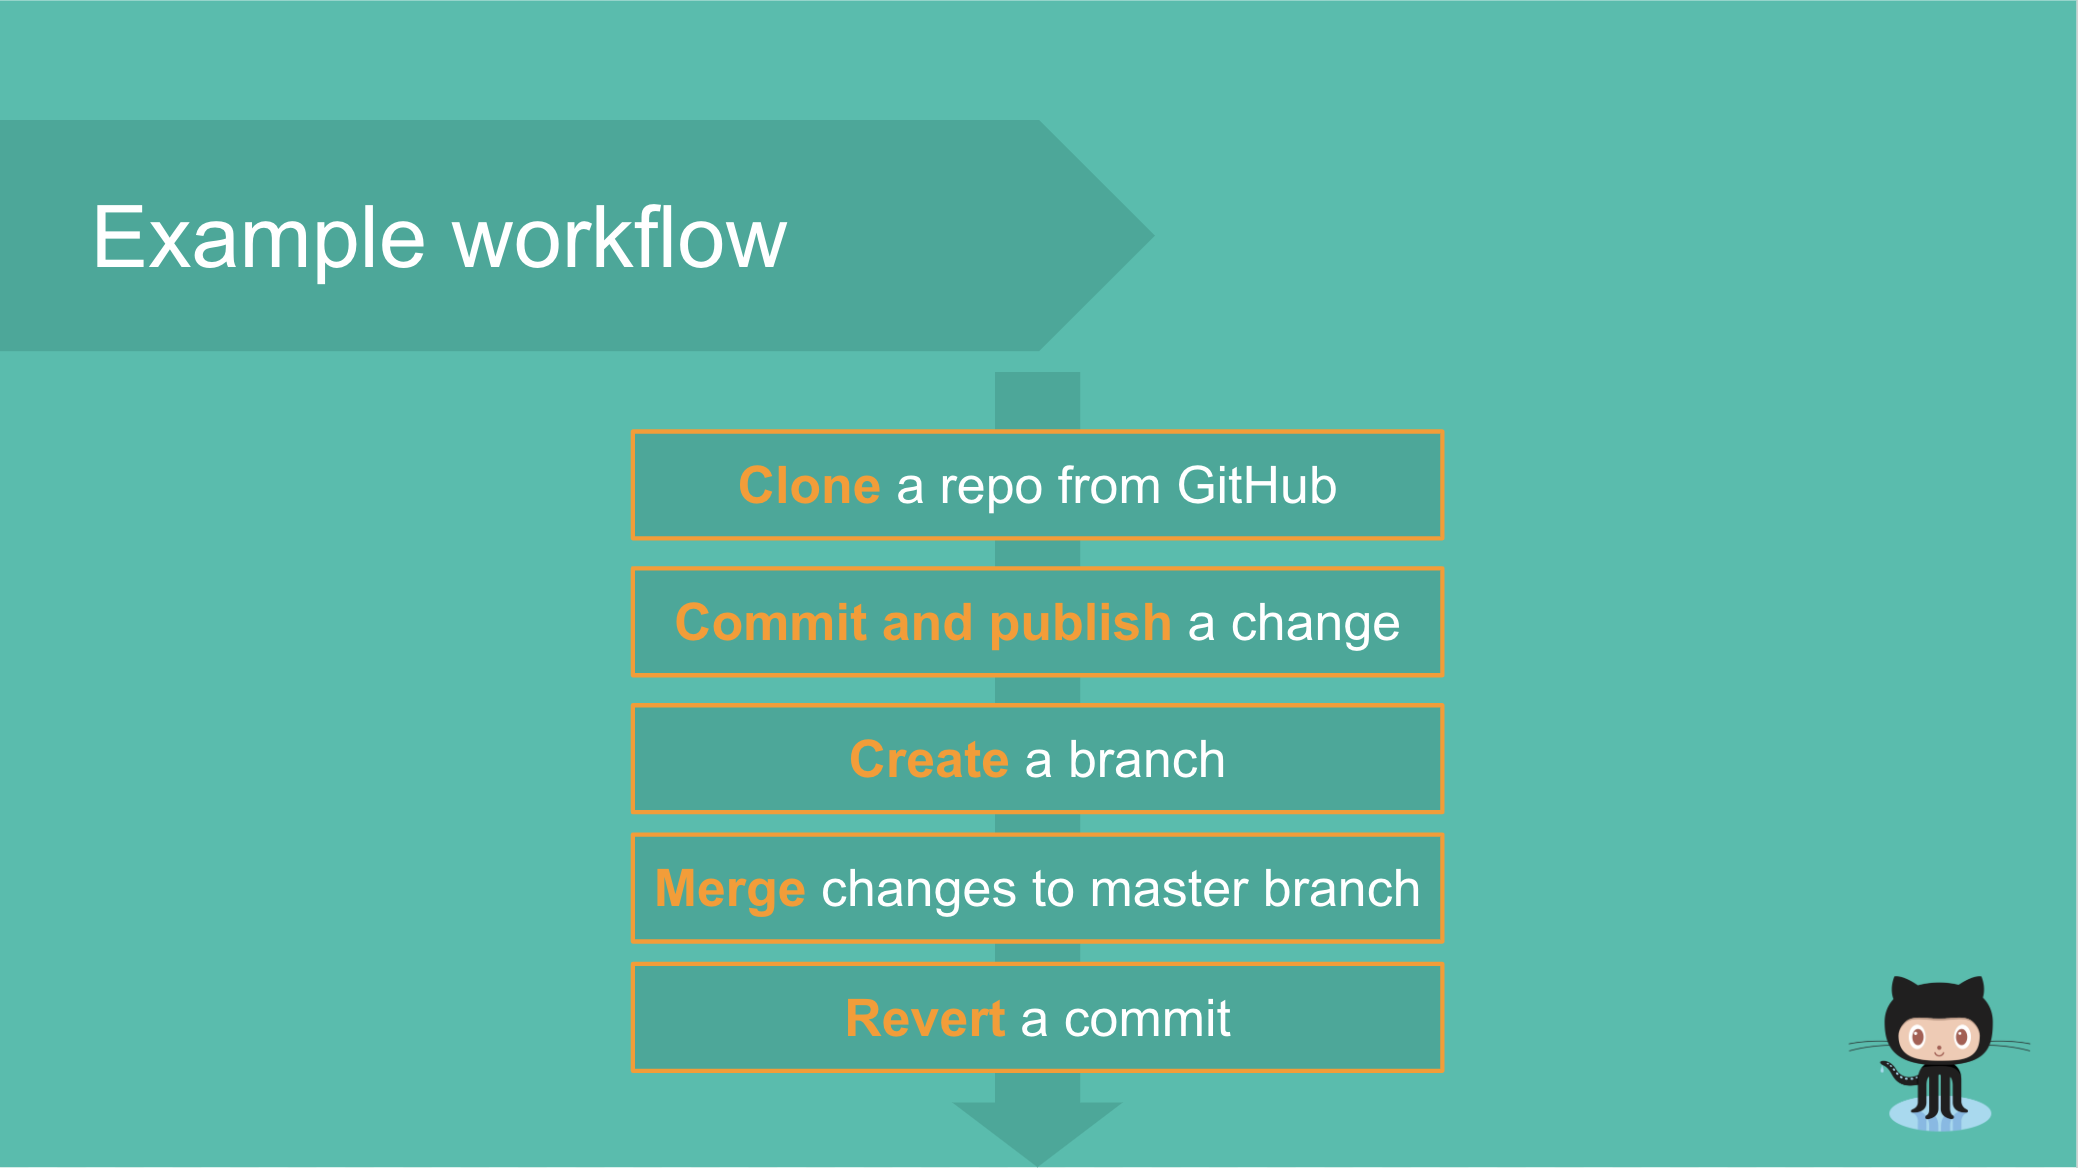 Example workflow
Clone a repo from GitHub
Commit and publish a change
Create a branch
Merge changes to master branch
Revert a commit